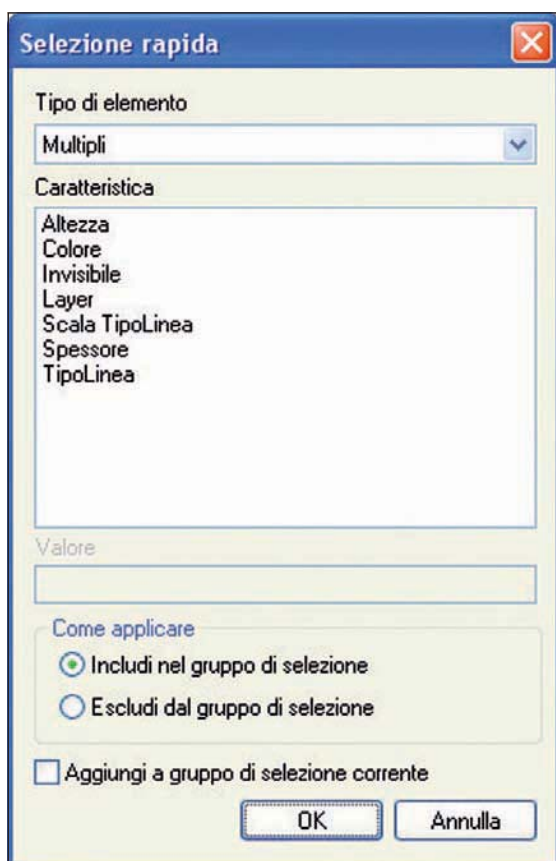 Selezione rapida
Tipo di elemento
Multipli
Caratteristica
Altezza
Colore
Invisibile
Layer
Scala TipoLinea
Spessore
TipoLinea
Valore
Come applicare
Includi nel gruppo di selezione
Escludi dal gruppo di selezione
Aggiungi a gruppo di selezione corrente
OK Annulla